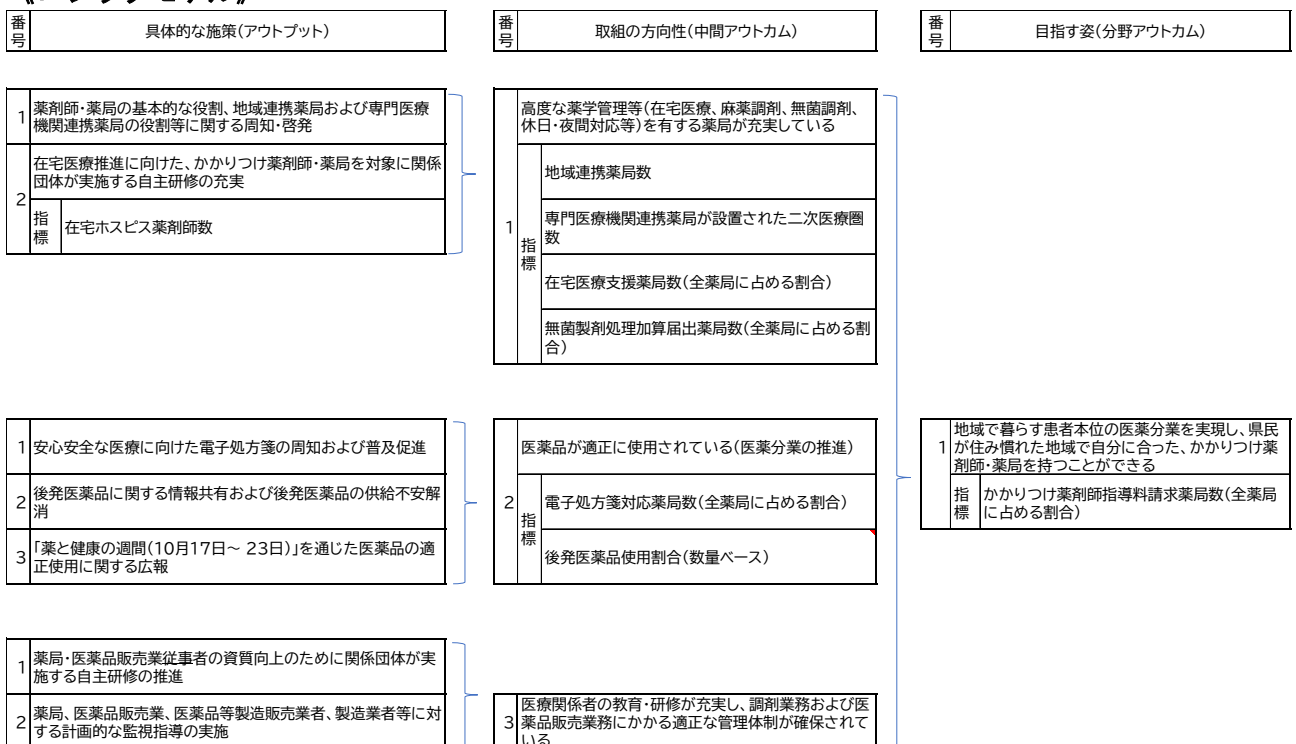 番号
具体的な施策(アウトプット)
番号
取組の方向性(中間アウトカム)
番号
目指す姿(分野アウトカム)
1
薬剤師・薬局の基本的な役割、地域連携薬局および専門医療
機関連携薬局の役割等に関する周知・啓発
2
在宅医療推進に向けた、かかりつけ薬剤師・薬局を対象に関係
団体が実施する自主研修の充実
指標
在宅ホスピス薬剤師数
1
高度な薬学管理等(在宅医療、麻薬調剤、無菌調剤、
休日・夜間対応等)を有する薬局が充実している
指標
地域連携薬局数
専門医療機関連携薬局が設置された二次医療圏
数
在宅医療支援薬局数(全薬局に占める割合)
無菌製剤処理加算届出薬局数(全薬局に占める割
合)
1
安心安全な医療に向けた電子処方箋の周知および普及促進
2
後発医薬品に関する情報共有および後発医薬品の供給不安解
消
3
「薬と健康の週間(10月17日~ 23日)」を通じた医薬品の適
正使用に関する広報
2
医薬品が適正に使用されている(医薬分業の推進)
指標
電子処方箋対応薬局数(全薬局に占める割合)
後発医薬品使用割合(数量ベース)
1
地域で暮らす患者本位の医薬分業を実現し、県民
が住み慣れた地域で自分に合った、かかりつけ薬
剤師・薬局を持つことができる
指標
かかりつけ薬剤師指導料請求薬局数(全薬局
に占める割合)
1
薬局・医薬品販売業従事者の資質向上のために関係団体が実
施する自主研修の推進
2
薬局、医薬品販売業、医薬品等製造販売業者、製造業者等に対
する計画的な監視指導の実施
3
医療関係者の教育・研修が充実し、調剤業務および医
薬品販売業務にかかる適正な管理体制が確保されて
いる